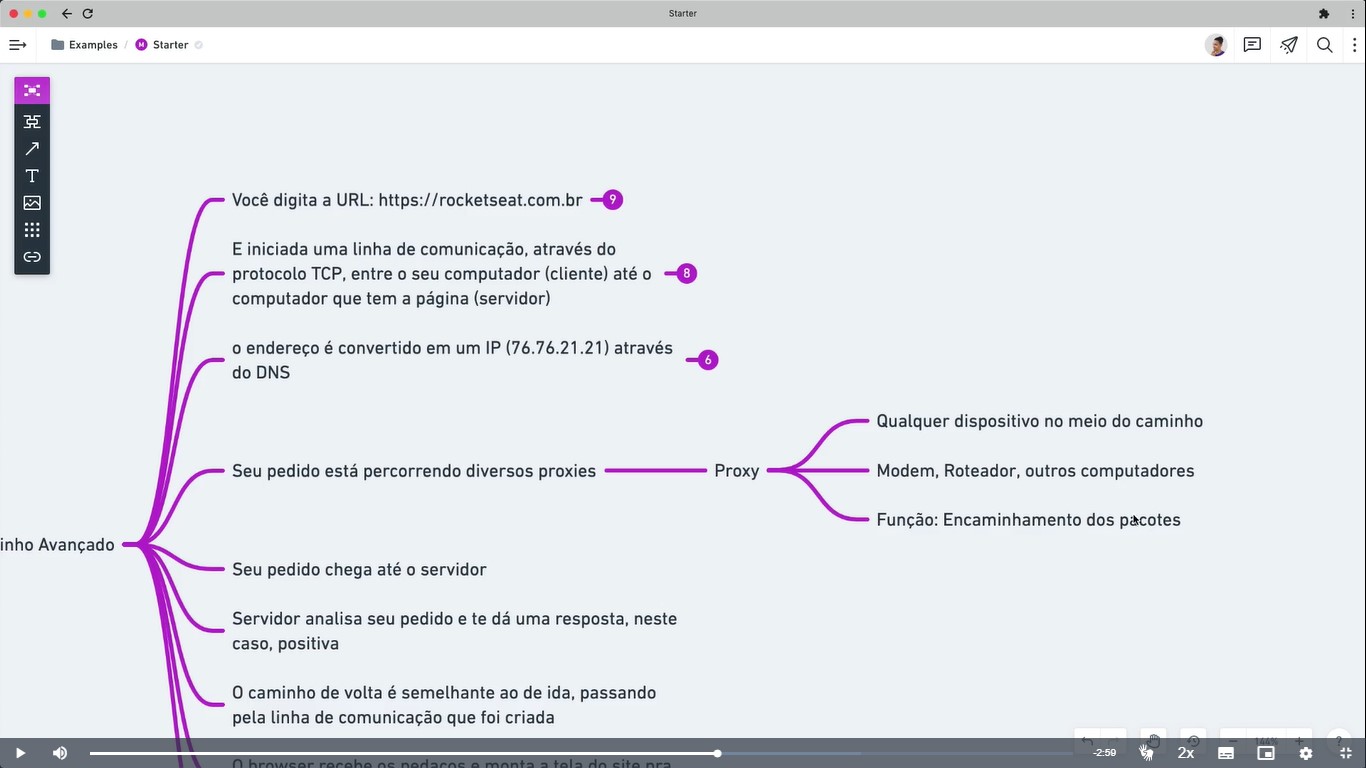 Starter
Examples / M Starter
Você digita a URL: https://rocketseat.com.br 9
E iniciada uma linha de comunicação, através do
protocolo TCP, entre o seu computador (cliente) até o 8
computador que tem a página (servidor)
o endereço é convertido em um IP (76.76.21.21) através
do DNS
6
Qualquer dispositivo no meio do caminho
Seu pedido está percorrendo diversos proxies Proxy Modem, Roteador, outros computadores
Função: Encaminhamento dos pacotes
inho Avançado
Seu pedido chega até o servidor
Servidor analisa seu pedido e te dá uma resposta, neste
caso, positiva
O caminho de volta é semelhante ao de ida, passando
pela linha de comunicação que foi criada
O browser recebe os pedaços e monta a tela do site pra
-2:59 2x